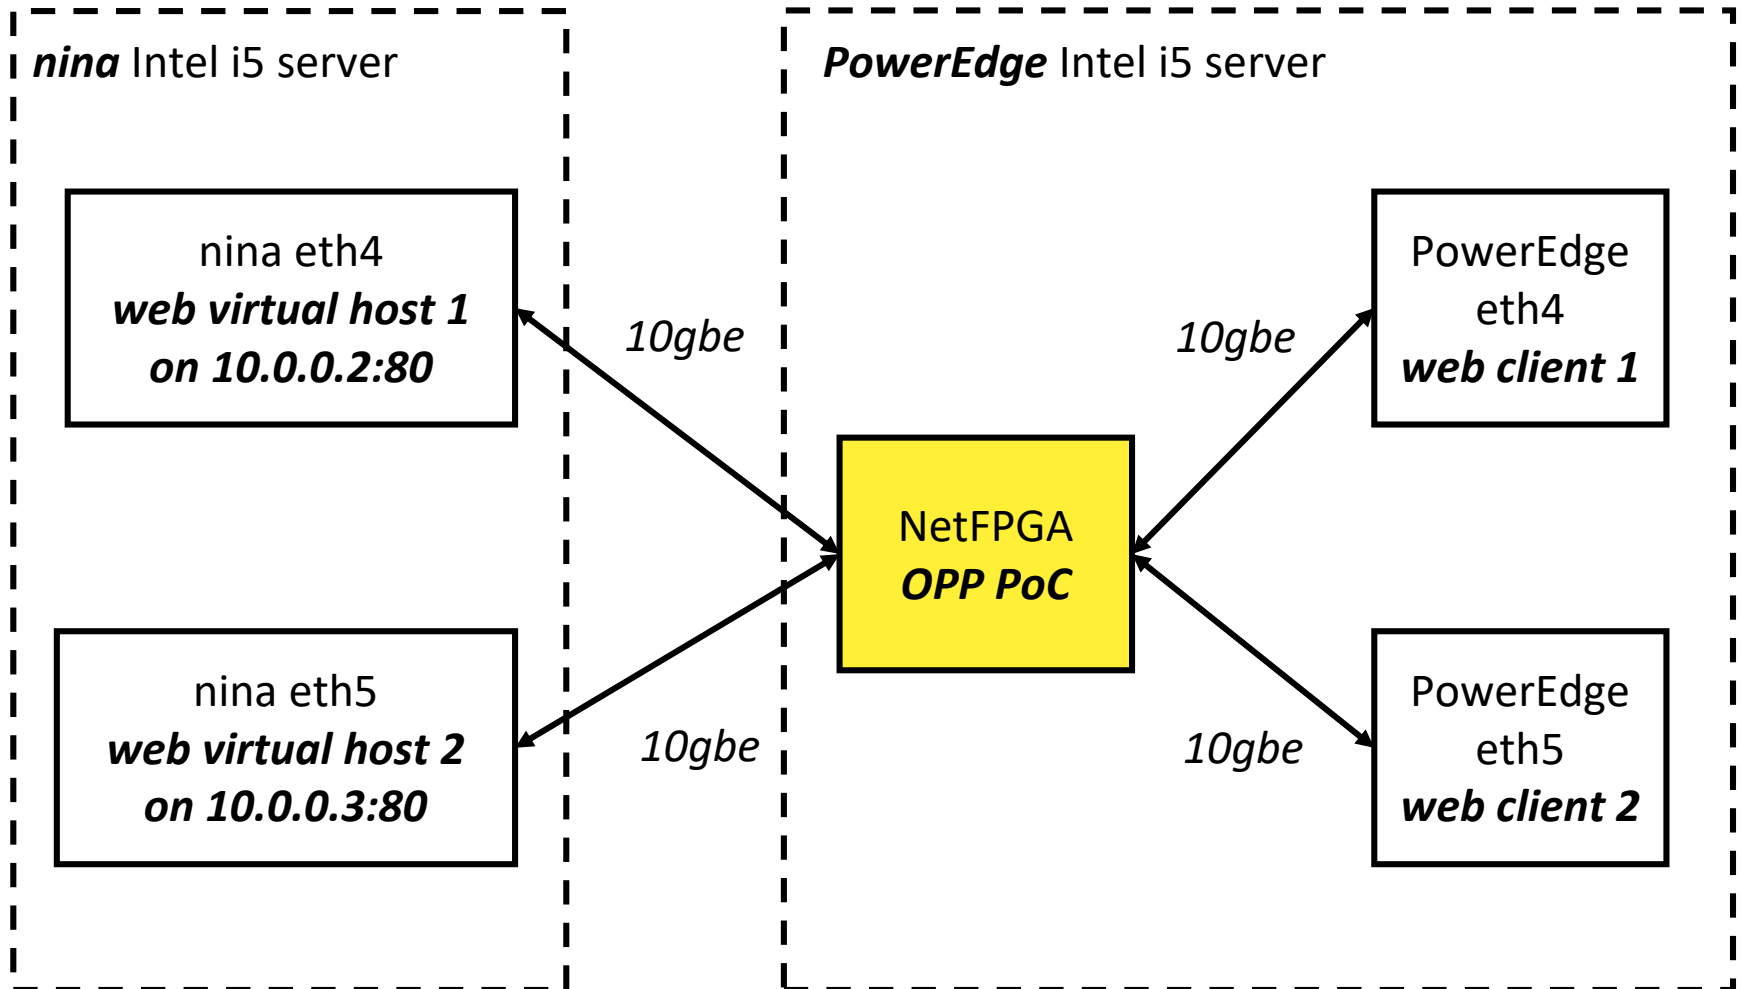 nina Intel i5 server
PowerEdge Intel i5 server
nina eth4
web virtual host 1
on 10.0.0.2:80
10gbe
10gbe
PowerEdge
eth4
web client 1
NetFPGA
OPP PoC
nina eth5
web virtual host 2
on 10.0.0.3:80
10gbe
10gbe
PowerEdge
eth5
web client 2